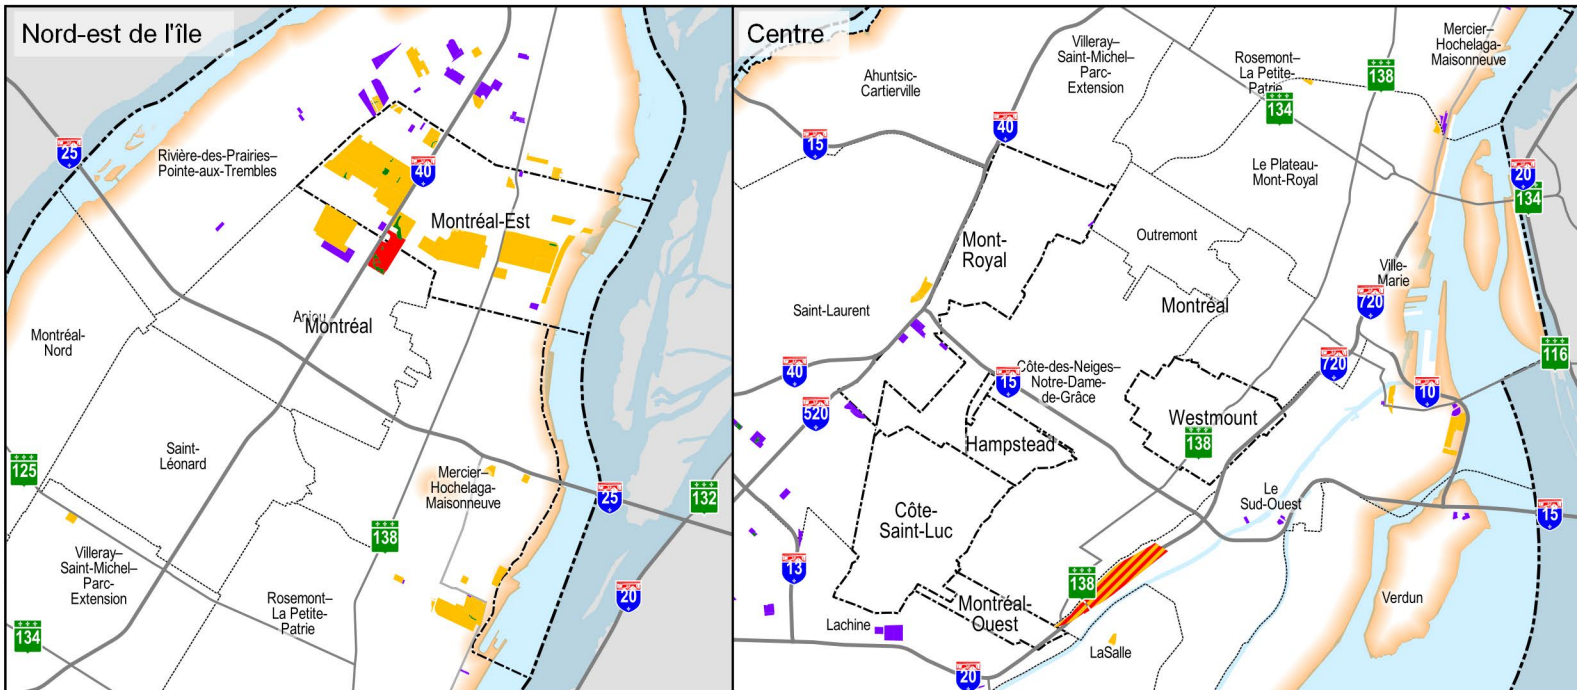 Nord-est de l'île
25
Rivière-des-Prairies–
Pointe-aux-Trembles
40
Montréal-Est
Montréal-
Nord
Anjou
Montréal
Saint-
Léonard
125
Mercier–
Hochelaga-
Maisonneuve
25
132
138
Villeray–
Saint-Michel–
Parc-
Extension
Rosemont–
La Petite-
Patrie
20
134
Centre
Ahuntsic-
Cartierville
Villeray–
Saint-Michel–
Parc-
Extension
Rosemont–
La Petite-
Patrie
134
138
Mercier–
Hochelaga-
Maisonneuve
15
40
20
134
Le Plateau-
Mont-Royal
Outremont
Mont-
Royal
Ville-
Marie
720
Saint-Laurent
Montréal
116
40
520
15
Côte-des-Neiges–
Notre-Dame-
de-Grâce
720
10
Westmount
138
Hampstead
Côte-
Saint-Luc
Le
Sud-Ouest
15
13
138
Montréal-
Ouest
Verdun
Lachine
LaSalle
20